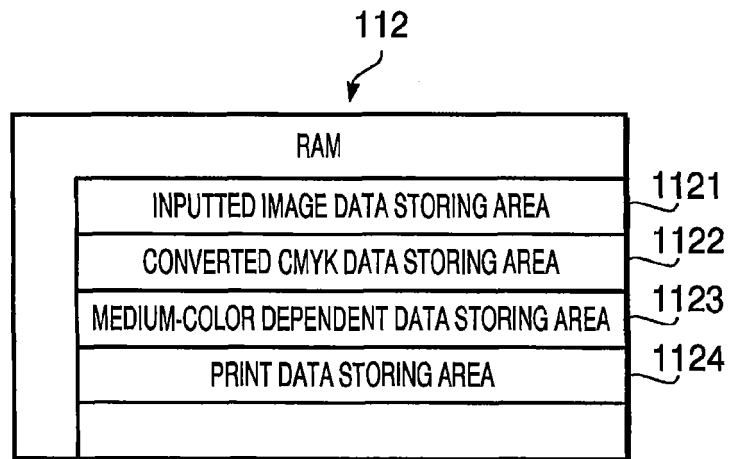 112
RAM
INPUTTED IMAGE DATA STORING AREA 1121
CONVERTED CMYK DATA STORING AREA 1122
MEDIUM-COLOR DEPENDENT DATA STORING AREA 1123
PRINT DATA STORING AREA 1124